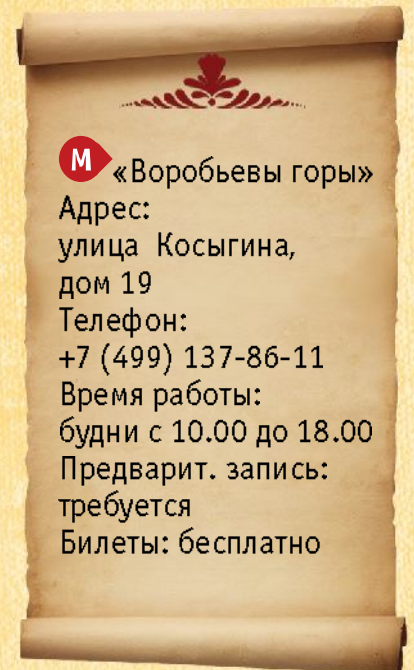 М «Воробьевы горы»
Адрес:
улица Косыгина,
дом 19
Телефон:
+7 (499) 137-86-11
Время работы:
будни с 10.00 до 18.00
Предварит. запись:
требуется
Билеты: бесплатно